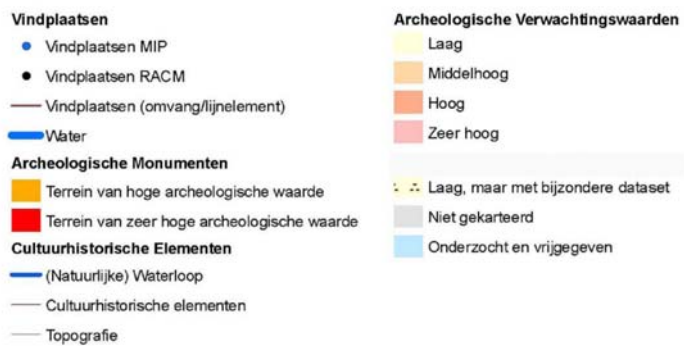 Vindplaatsen
Vindplaatsen MIP
Vindplaatsen RACM
Vindplaatsen (omvang/lijnelement)
Water
Archeologische Monumenten
Terrein van hoge archeologische waarde
Terrein van zeer hoge archeologische waarde
Cultuurhistorische Elementen
(Natuurlijke) Waterloop
Cultuurhistorische elementen
Topografie
Archeologische Verwachtingswaarden
Laag
Middelhoog
Hoog
Zeer hoog
Laag, maar met bijzondere dataset
Niet gekarteerd
Onderzocht en vrijgegeven